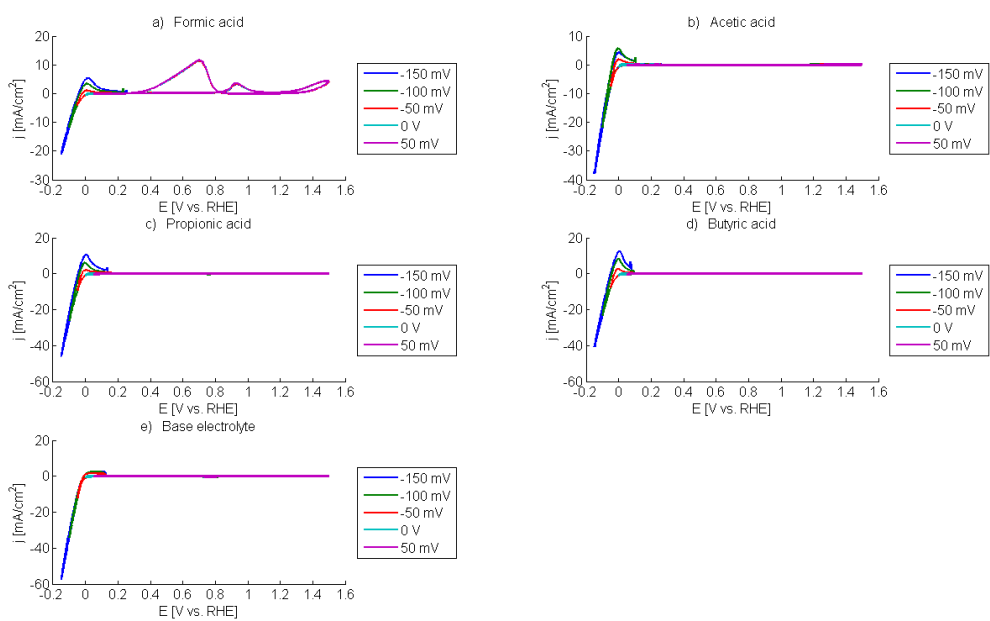 a) Formic acid
20
10
0
-10
-20
-30
-0.2 0 0.2 0.4 0.6 0.8 1 1.2 1.4 1.6
j [mA/cm2]
E [V vs. RHE]
-150 mV
-100 mV
-50 mV
0 V
50 mV
b) Acetic acid
10
0
-10
-20
-30
-40
-0.2 0 0.2 0.4 0.6 0.8 1 1.2 1.4 1.6
j [mA/cm2]
E [V vs. RHE]
-150 mV
-100 mV
-50 mV
0 V
50 mV
c) Propionic acid
20
0
-20
-40
-60
-0.2 0 0.2 0.4 0.6 0.8 1 1.2 1.4 1.6
j [mA/cm2]
E [V vs. RHE]
-150 mV
-100 mV
-50 mV
0 V
50 mV
d) Butyric acid
20
0
-20
-40
-60
-0.2 0 0.2 0.4 0.6 0.8 1 1.2 1.4 1.6
j [mA/cm2]
E [V vs. RHE]
-150 mV
-100 mV
-50 mV
0 V
50 mV
e) Base electrolyte
20
0
-20
-40
-60
-0.2 0 0.2 0.4 0.6 0.8 1 1.2 1.4 1.6
j [mA/cm2]
E [V vs. RHE]
-150 mV
-100 mV
-50 mV
0 V
50 mV